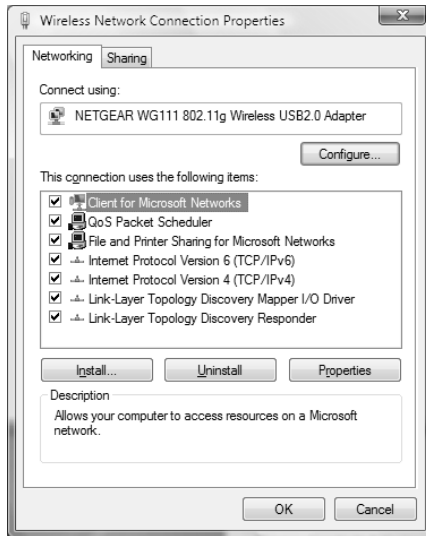 Wireless Network Connection Properties
Networking Sharing
Connect using:
NETGEAR WG111 802.11g Wireless USB2.0 Adapter
Configure...
This connection uses the following items:
Client for Microsoft Networks
QoS Packet Scheduler
File and Printer Sharing for Microsoft Networks
Internet Protocol Version 6 (TCP/IPv6)
Internet Protocol Version 4 (TCP/IPv4)
Link-Layer Topology Discovery Mapper I/O Driver
Link-Layer Topology Discovery Responder
Install... Uninstall Properties
Description
Allows your computer to access resources on a Microsoft
network.
OK Cancel